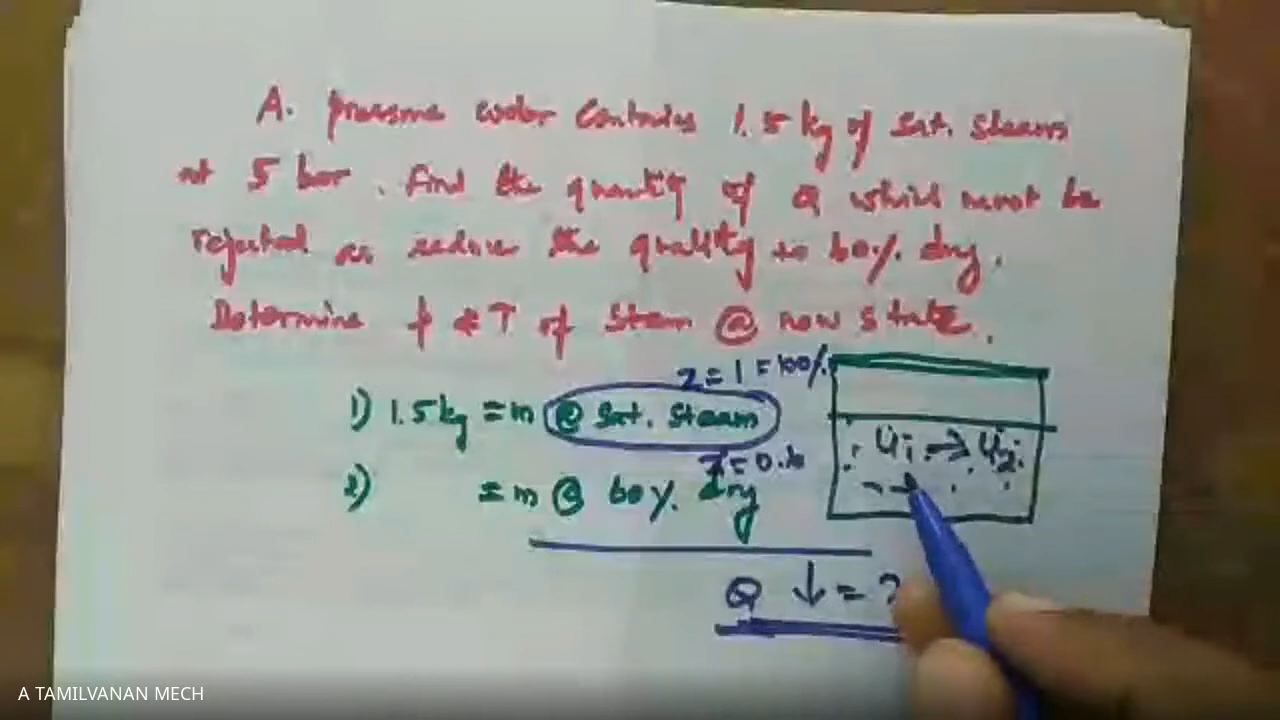 A. pressure cooker contains 1.5 kg of sat. steam
at 5 bar. find the quantity of Q which must be
rejected so reduce the quality to 60% dry.
Determine p & T of steam @ new state.
x = 1 = 100%
1) 1.5 kg = m @ Sat. steam
u1 → u2
x = 0.6
2) = m @ 60%. dry
Q ↓ = ?
A TAMILVANAN MECH